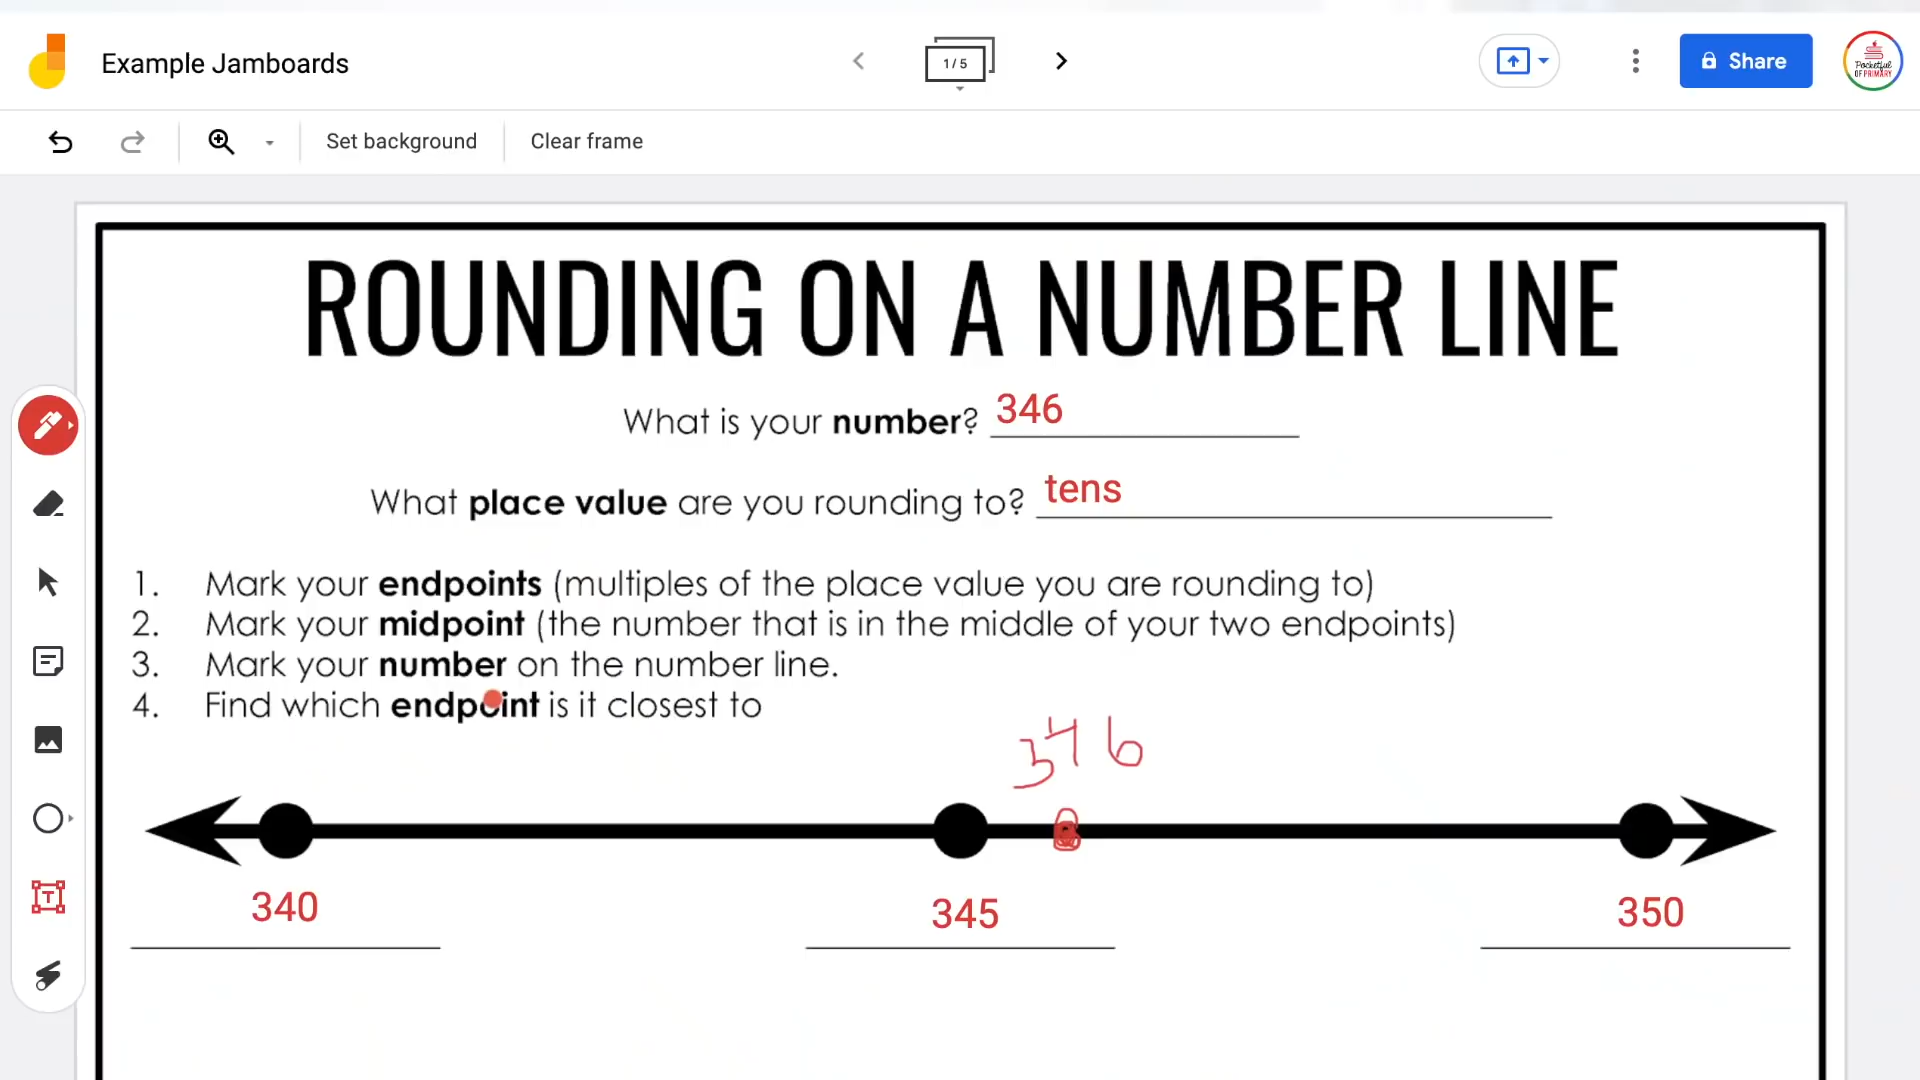 Example Jamboards
1 / 5
Share
Pocketful
OF PRIMARY
Set background
Clear frame
ROUNDING ON A NUMBER LINE
What is your number? 346
What place value are you rounding to? tens
1. Mark your endpoints (multiples of the place value you are rounding to)
2. Mark your midpoint (the number that is in the middle of your two endpoints)
3. Mark your number on the number line.
4. Find which endpoint is it closest to
346
340
345
350
T